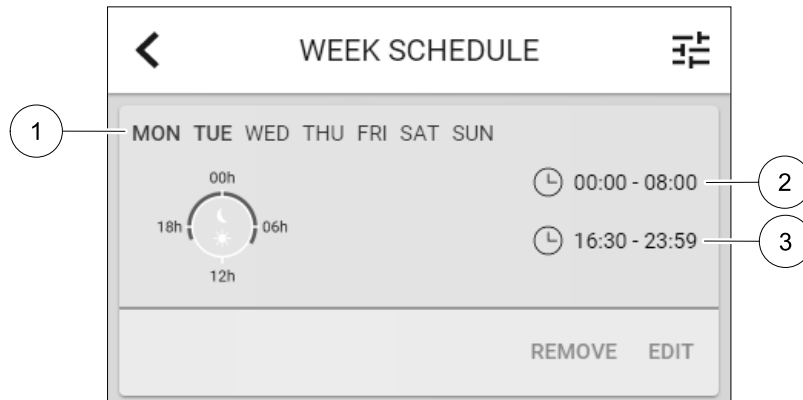 WEEK SCHEDULE
1
MON TUE WED THU FRI SAT SUN
00h
18h 06h
12h
00:00 - 08:00 2
16:30 - 23:59 3
REMOVE EDIT